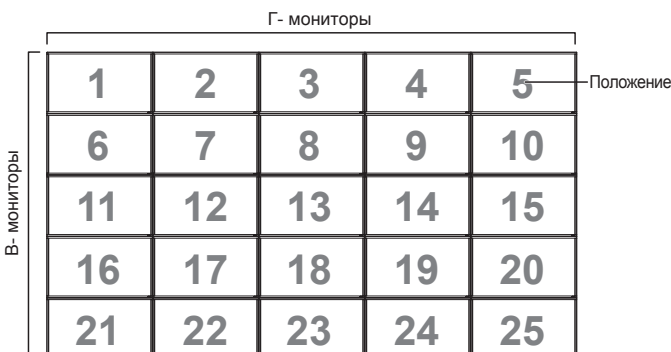 Г- мониторы
1 2 3 4 5 Положение
6 7 8 9 10
В- мониторы
11 12 13 14 15
16 17 18 19 20
21 22 23 24 25